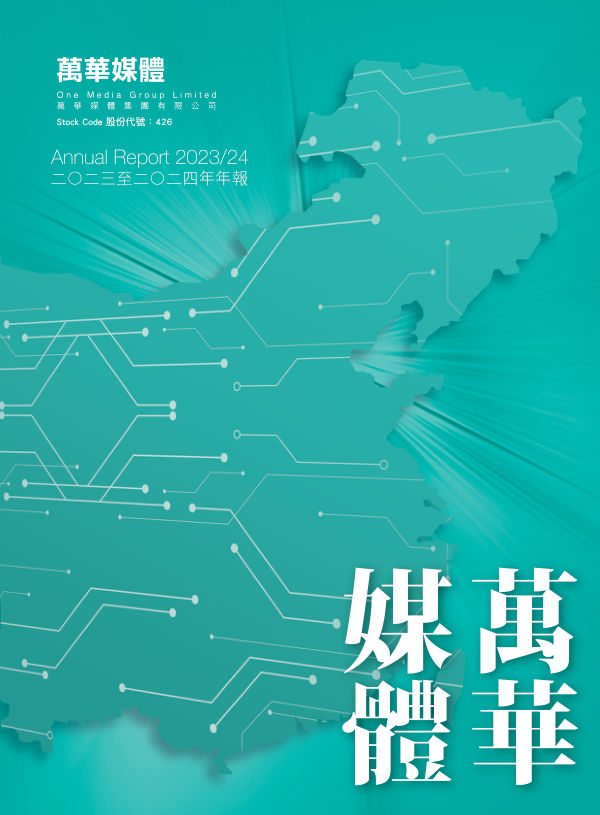 萬華媒體
One Media Group Limited
萬華媒體集團有限公司
Stock Code 股份代號：426
Annual Report 2023/24
二〇二三至二〇二四年年報
萬華
媒體